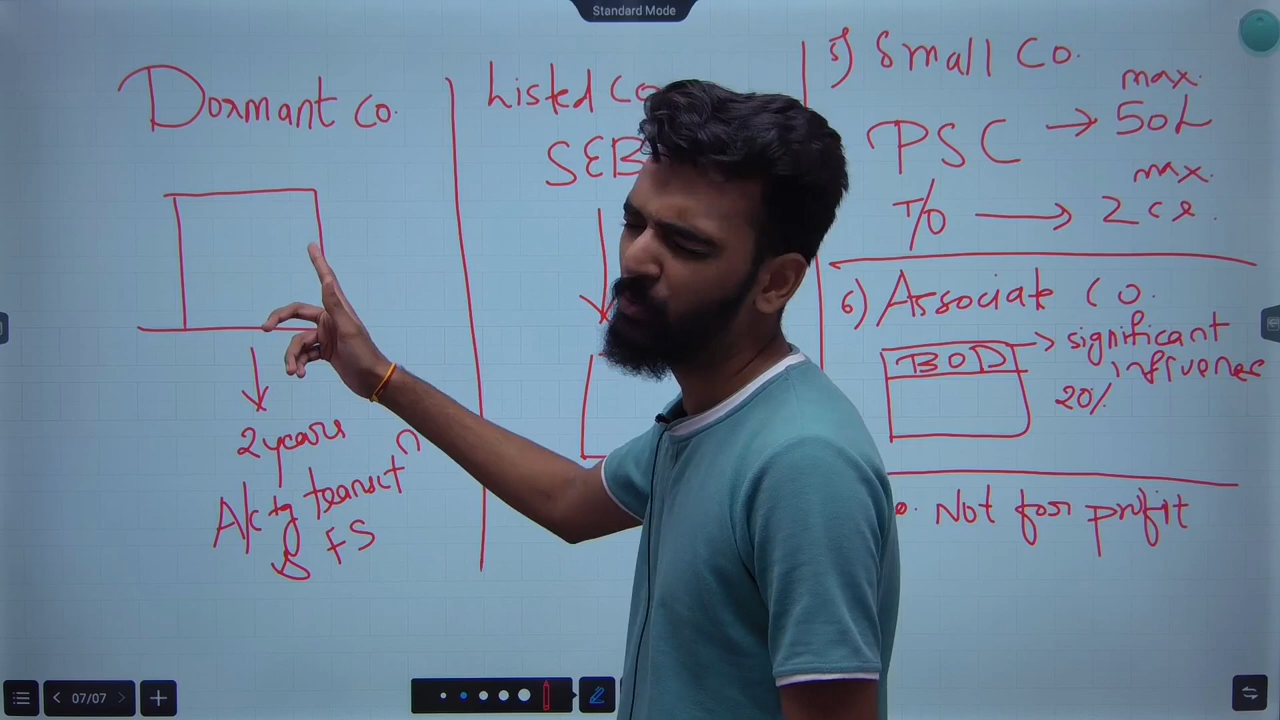 Standard Mode
Dormant Co.
2 years
A/c tg transact n
& FS
Listed Co
SEB
5) Small Co.
max.
PSC → 50L
max.
T/O → 2 cr.
6) Associate Co.
BOD → significant
influence
20%
o. Not for profit
07/07